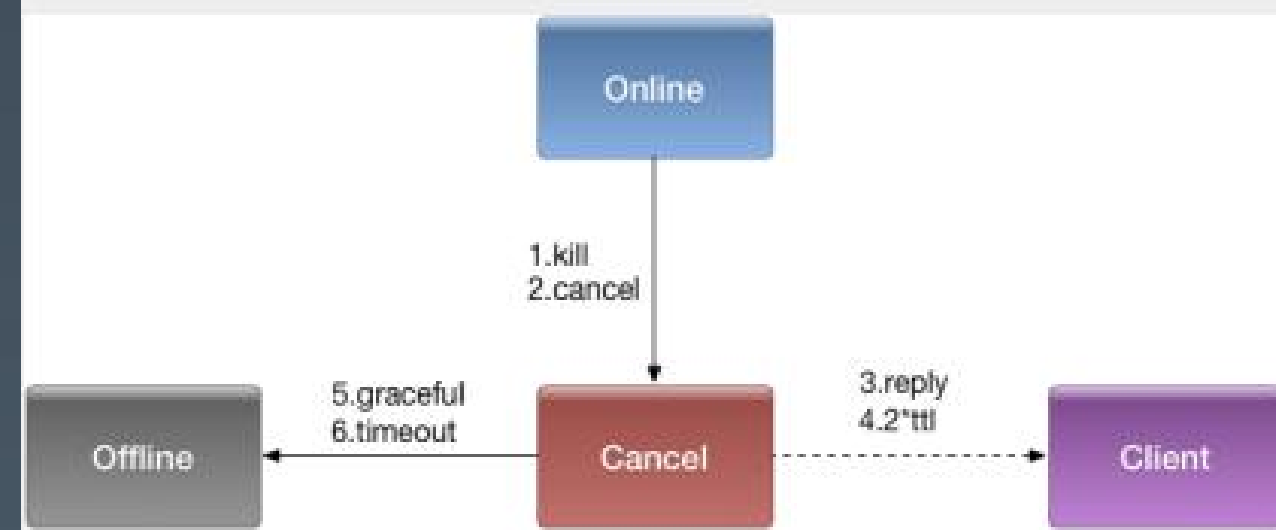 Online
1.kill
2.cancel
3.reply
4.2*ttl
5.graceful
6.timeout
Offline
Cancel
Client